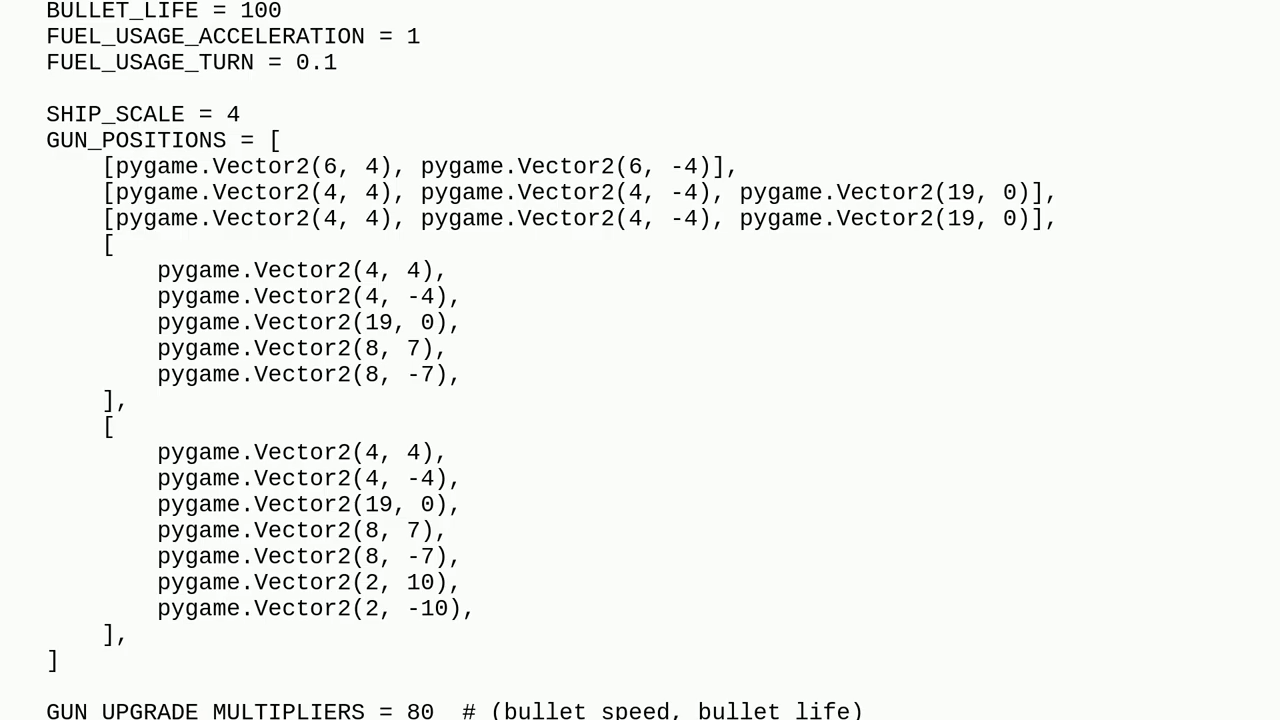 BULLET_LIFE = 100
FUEL_USAGE_ACCELERATION = 1
FUEL_USAGE_TURN = 0.1

SHIP_SCALE = 4
GUN_POSITIONS = [
    [pygame.Vector2(6, 4), pygame.Vector2(6, -4)],
    [pygame.Vector2(4, 4), pygame.Vector2(4, -4), pygame.Vector2(19, 0)],
    [pygame.Vector2(4, 4), pygame.Vector2(4, -4), pygame.Vector2(19, 0)],
    [
        pygame.Vector2(4, 4),
        pygame.Vector2(4, -4),
        pygame.Vector2(19, 0),
        pygame.Vector2(8, 7),
        pygame.Vector2(8, -7),
    ],
    [
        pygame.Vector2(4, 4),
        pygame.Vector2(4, -4),
        pygame.Vector2(19, 0),
        pygame.Vector2(8, 7),
        pygame.Vector2(8, -7),
        pygame.Vector2(2, 10),
        pygame.Vector2(2, -10),
    ],
]

GUN_UPGRADE_MULTIPLIERS = 80  # (bullet speed, bullet life)